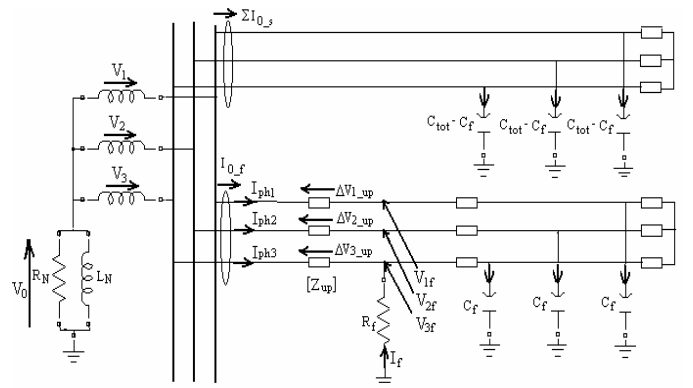 ΣI0_s
V1
V2
V3
Ctot - Cf Ctot - Cf Ctot - Cf
I0_f
Iph1 ΔV1_up
Iph2 ΔV2_up
Iph3 ΔV3_up
[Zup]
V1f
V2f
V3f
V0 RN LN
Rf
If
Cf Cf Cf